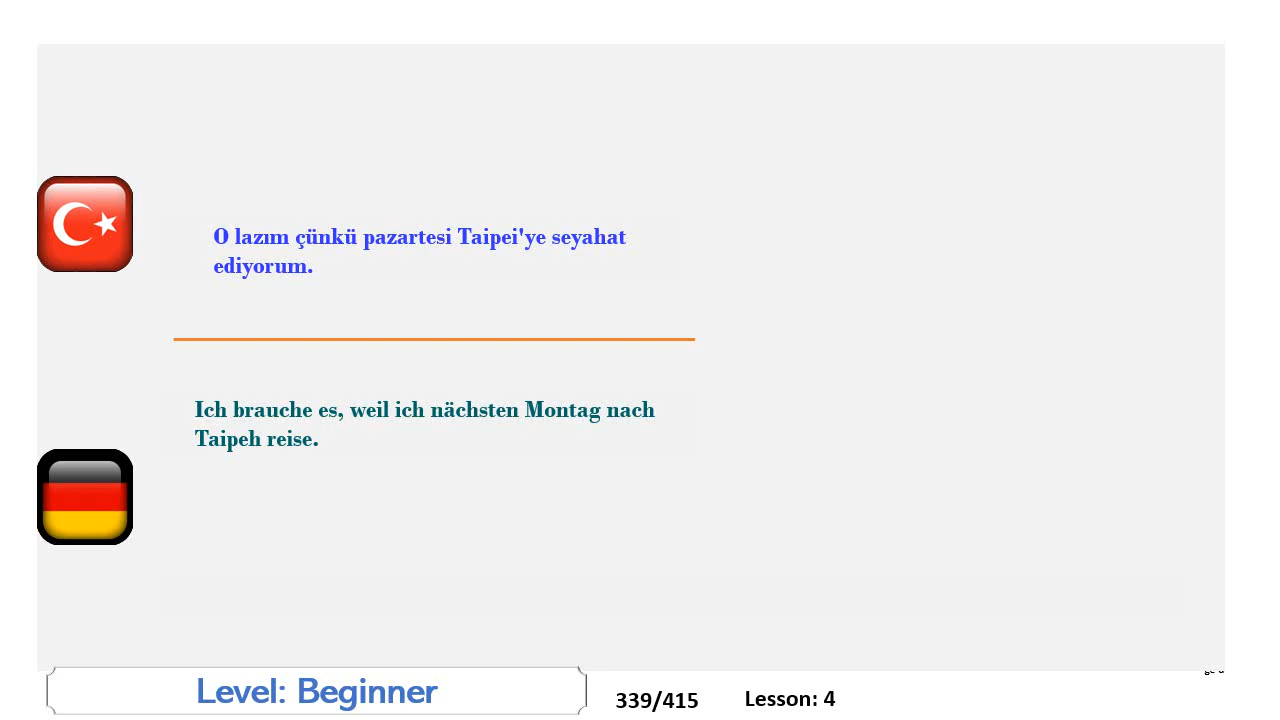 O lazım çünkü pazartesi Taipei'ye seyahat
ediyorum.
Ich brauche es, weil ich nächsten Montag nach
Taipeh reise.
Level: Beginner
339/415
Lesson: 4